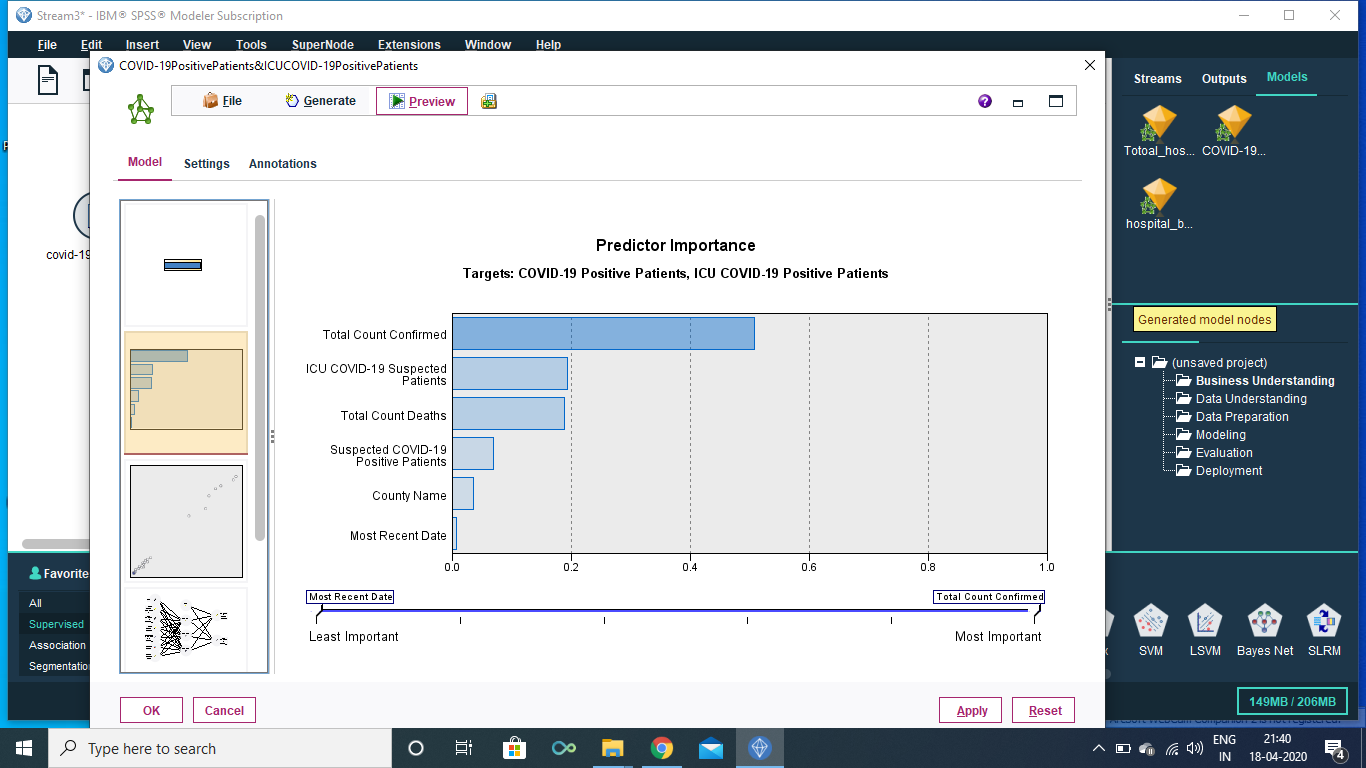 Stream3* - IBM® SPSS® Modeler Subscription
File Edit Insert View Tools SuperNode Extensions Window Help
COVID-19PositivePatients&ICUCOVID-19PositivePatients
File Generate Preview
Model Settings Annotations
Streams Outputs Models
Totoal_hos... COVID-19...
hospital_b...
covid-19
Predictor Importance
Targets: COVID-19 Positive Patients, ICU COVID-19 Positive Patients
Total Count Confirmed
ICU COVID-19 Suspected
Patients
Total Count Deaths
Suspected COVID-19
Positive Patients
County Name
Most Recent Date
0.0 0.2 0.4 0.6 0.8 1.0
Most Recent Date Total Count Confirmed
Least Important Most Important
Generated model nodes
(unsaved project)
Business Understanding
Data Understanding
Data Preparation
Modeling
Evaluation
Deployment
Favorite
All
Supervised
Association
Segmentation
SVM LSVM Bayes Net SLRM
OK Cancel Apply Reset
149MB / 206MB
Type here to search
ENG
IN
21:40
18-04-2020
4